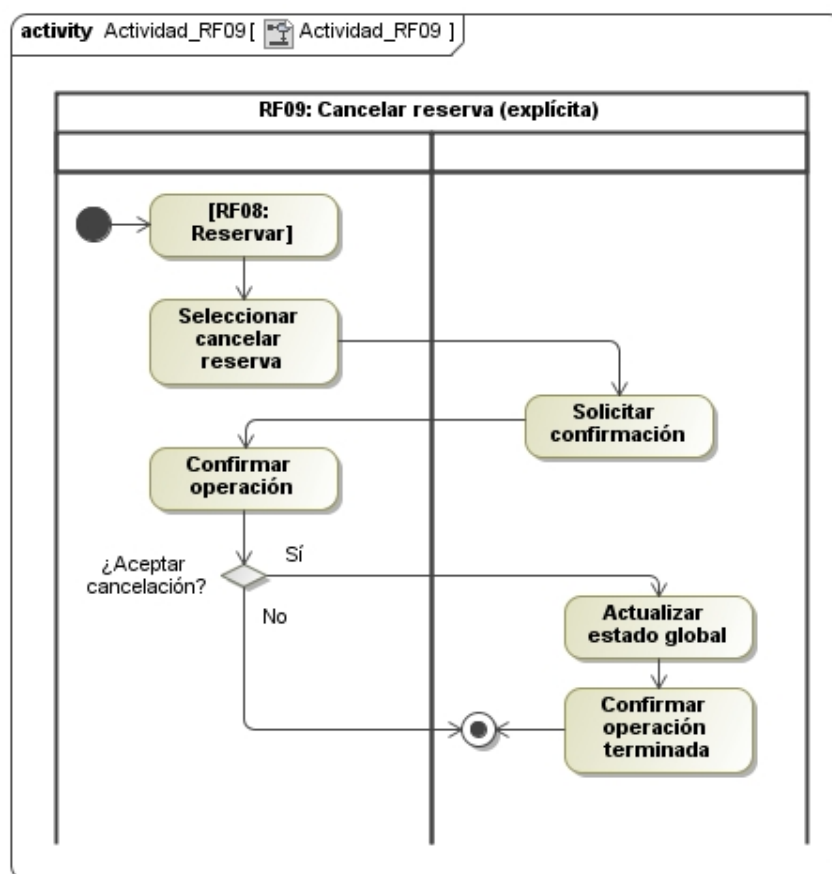 activity Actividad_RF09[ Actividad_RF09 ]
RF09: Cancelar reserva (explícita)
[RF08:
Reservar]
Seleccionar
cancelar
reserva
Solicitar
confirmación
Confirmar
operación
¿Aceptar
cancelación?
Sí
No
Actualizar
estado global
Confirmar
operación
terminada